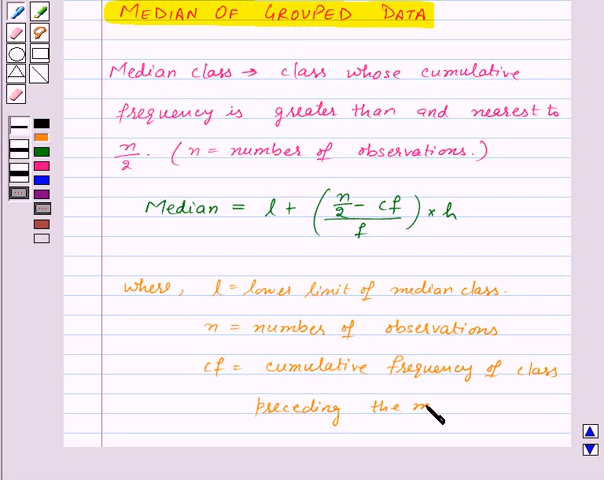 MEDIAN OF GROUPED DATA
Median class → class whose cumulative
frequency is greater than and nearest to
n/2. (n = number of observations.)
Median = l + ( (n/2 - cf) / f ) × h
where, l = lower limit of median class.
n = number of observations
cf = cumulative frequency of class
preceding the m